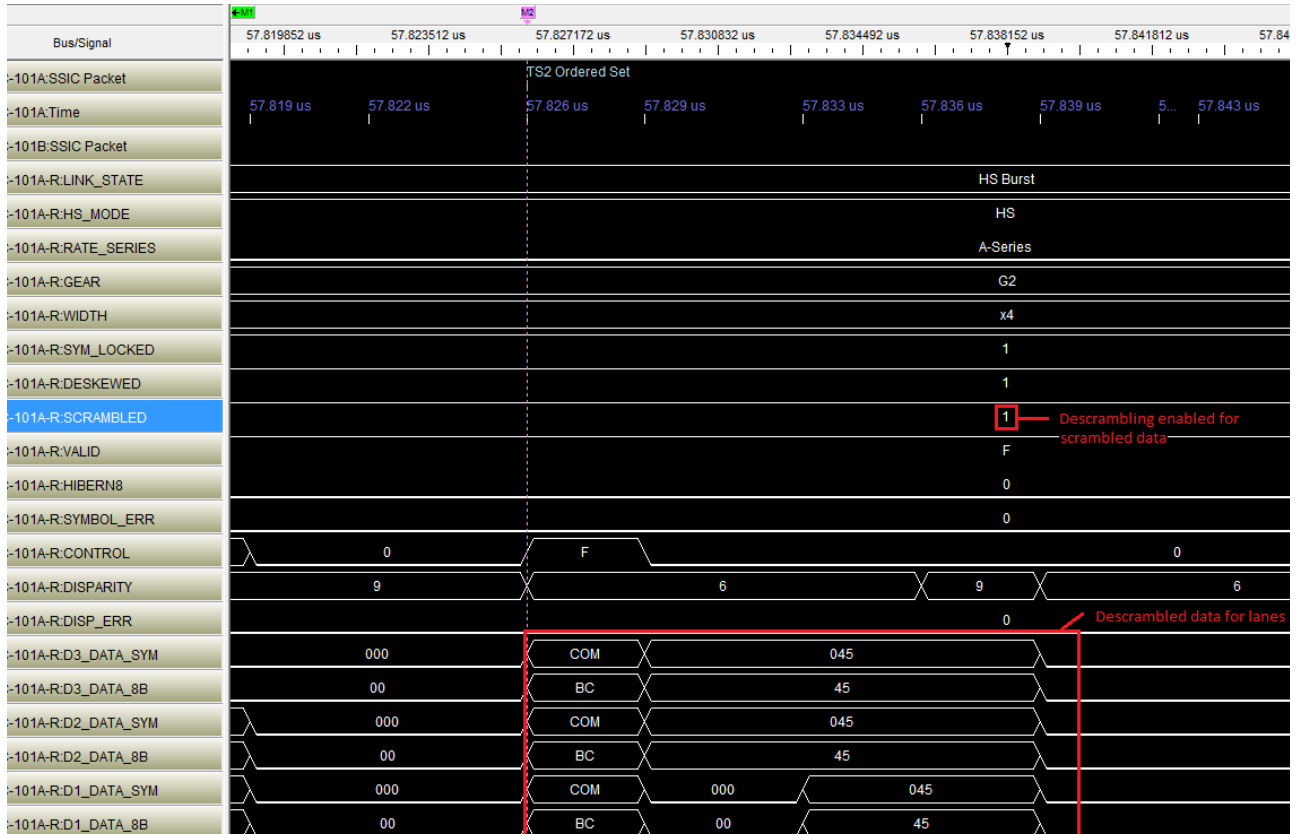 M1 M2
Bus/Signal 57.819852 us 57.823512 us 57.827172 us 57.830832 us 57.834492 us 57.838152 us 57.841812 us 57.84
-101A:SSIC Packet TS2 Ordered Set
-101A:Time 57.819 us 57.822 us 57.826 us 57.829 us 57.833 us 57.836 us 57.839 us 5... 57.843 us
-101B:SSIC Packet
-101A-R:LINK_STATE HS Burst
-101A-R:HS_MODE HS
-101A-R:RATE_SERIES A-Series
-101A-R:GEAR G2
-101A-R:WIDTH x4
-101A-R:SYM_LOCKED 1
-101A-R:DESKEWED 1
-101A-R:SCRAMBLED 1 Descrambling enabled for
scrambled data
-101A-R:VALID F
-101A-R:HIBERN8 0
-101A-R:SYMBOL_ERR 0
-101A-R:CONTROL 0 F 0
-101A-R:DISPARITY 9 6 9 6
-101A-R:DISP_ERR 0 Descrambled data for lanes
-101A-R:D3_DATA_SYM 000 COM 045
-101A-R:D3_DATA_8B 00 BC 45
-101A-R:D2_DATA_SYM 000 COM 045
-101A-R:D2_DATA_8B 00 BC 45
-101A-R:D1_DATA_SYM 000 COM 000 045
-101A-R:D1_DATA_8B 00 BC 00 45